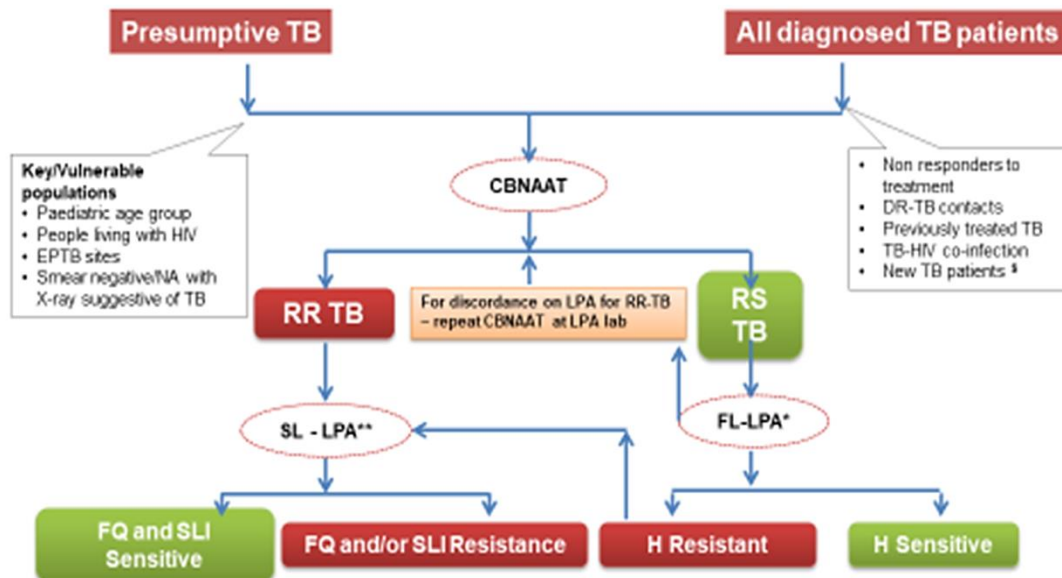 Presumptive TB
All diagnosed TB patients
Key/Vulnerable
populations
• Paediatric age group
• People living with HIV
• EPTB sites
• Smear negative/NA with
X-ray suggestive of TB
CBNAAT
• Non responders to
treatment
• DR-TB contacts
• Previously treated TB
• TB-HIV co-infection
• New TB patients $
RR TB
For discordance on LPA for RR-TB
– repeat CBNAAT at LPA lab
RS
TB
SL - LPA**
FL-LPA*
FQ and SLI
Sensitive
FQ and/or SLI Resistance
H Resistant
H Sensitive